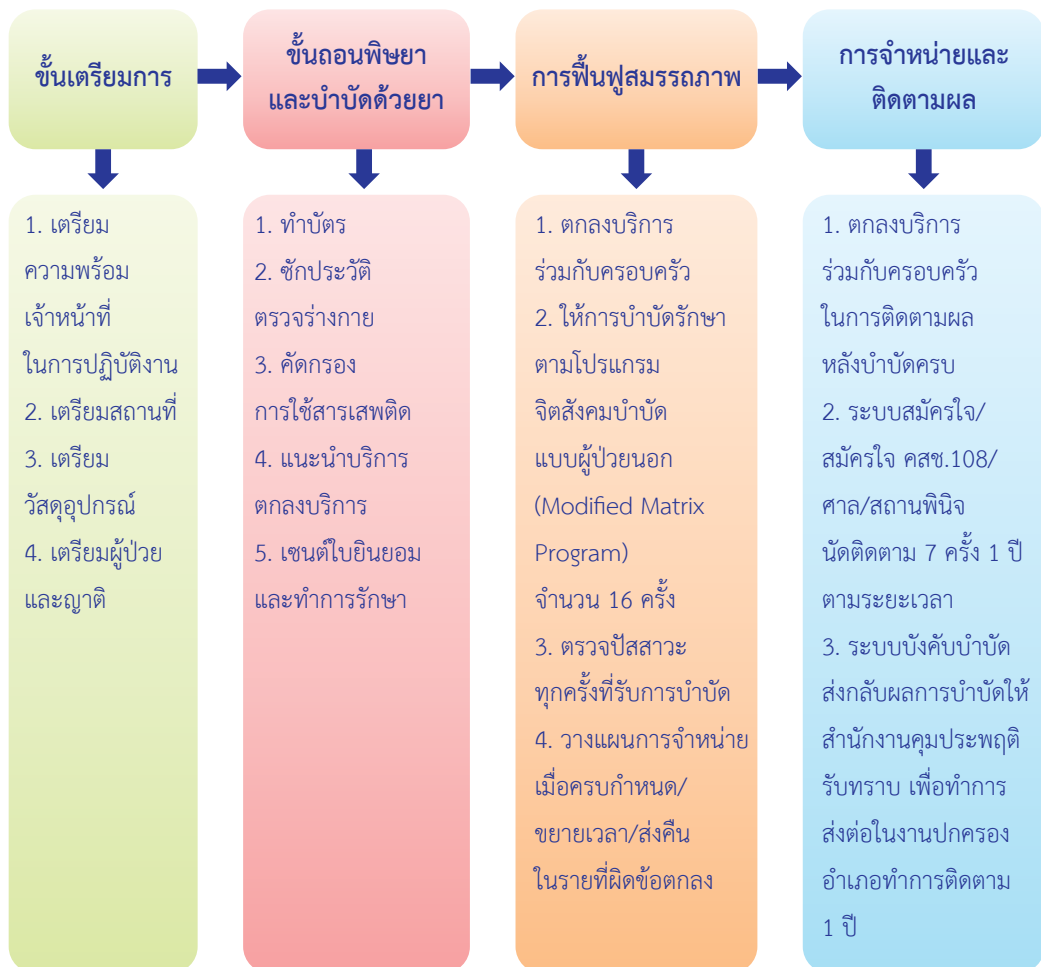 ขั้นเตรียมการ
ขั้นถอนพิษยา
และบำบัดด้วยยา
การฟื้นฟูสมรรถภาพ
การจำหน่ายและ
ติดตามผล
1. เตรียม
ความพร้อม
เจ้าหน้าที่
ในการปฏิบัติงาน
2. เตรียมสถานที่
3. เตรียม
วัสดุอุปกรณ์
4. เตรียมผู้ป่วย
และญาติ
1. ทำบัตร
2. ซักประวัติ
ตรวจร่างกาย
3. คัดกรอง
การใช้สารเสพติด
4. แนะนำบริการ
ตกลงบริการ
5. เซนต์ใบยินยอม
และทำการรักษา
1. ตกลงบริการ
ร่วมกับครอบครัว
2. ให้การบำบัดรักษา
ตามโปรแกรม
จิตสังคมบำบัด
แบบผู้ป่วยนอก
(Modified Matrix
Program)
จำนวน 16 ครั้ง
3. ตรวจปัสสาวะ
ทุกครั้งที่รับการบำบัด
4. วางแผนการจำหน่าย
เมื่อครบกำหนด/
ขยายเวลา/ส่งคืน
ในรายที่ผิดข้อตกลง
1. ตกลงบริการ
ร่วมกับครอบครัว
ในการติดตามผล
หลังบำบัดครบ
2. ระบบสมัครใจ/
สมัครใจ คสช.108/
ศาล/สถานพินิจ
นัดติดตาม 7 ครั้ง 1 ปี
ตามระยะเวลา
3. ระบบบังคับบำบัด
ส่งกลับผลการบำบัดให้
สำนักงานคุมประพฤติ
รับทราบ เพื่อทำการ
ส่งต่อในงานปกครอง
อำเภอทำการติดตาม
1 ปี